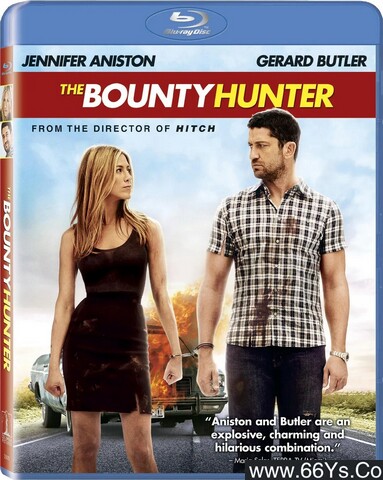 Blu-ray Disc
JENNIFER ANISTON GERARD BUTLER
THE BOUNTY HUNTER
FROM THE DIRECTOR OF HITCH
THE BOUNTY HUNTER
"Aniston and Butler are an
explosive, charming and
hilarious combination."
www.66Ys.Co